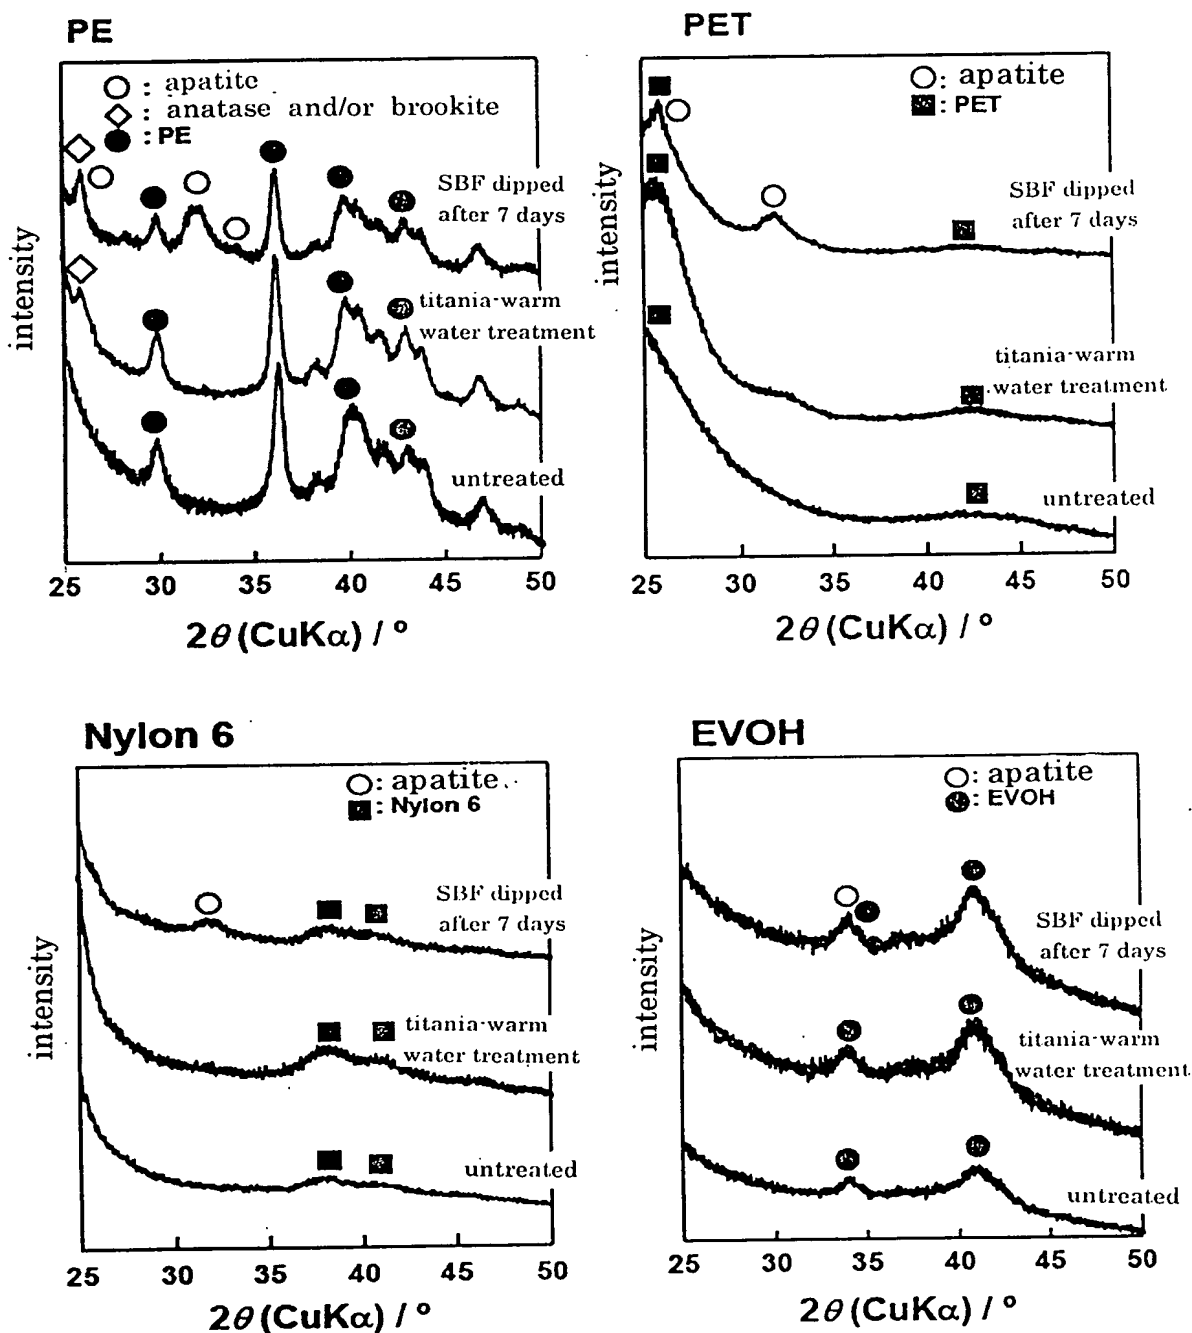 PE
: apatite
: anatase and/or brookite
: PE
SBF dipped
after 7 days
titania-warm
water treatment
untreated
intensity
25 30 35 40 45 50
2θ (CuKα) / °
PET
: apatite
: PET
SBF dipped
after 7 days
titania-warm
water treatment
untreated
intensity
25 30 35 40 45 50
2θ (CuKα) / °
Nylon 6
: apatite
: Nylon 6
SBF dipped
after 7 days
titania-warm
water treatment
untreated
intensity
25 30 35 40 45 50
2θ (CuKα) / °
EVOH
: apatite
: EVOH
SBF dipped
after 7 days
titania-warm
water treatment
untreated
intensity
25 30 35 40 45 50
2θ (CuKα) / °